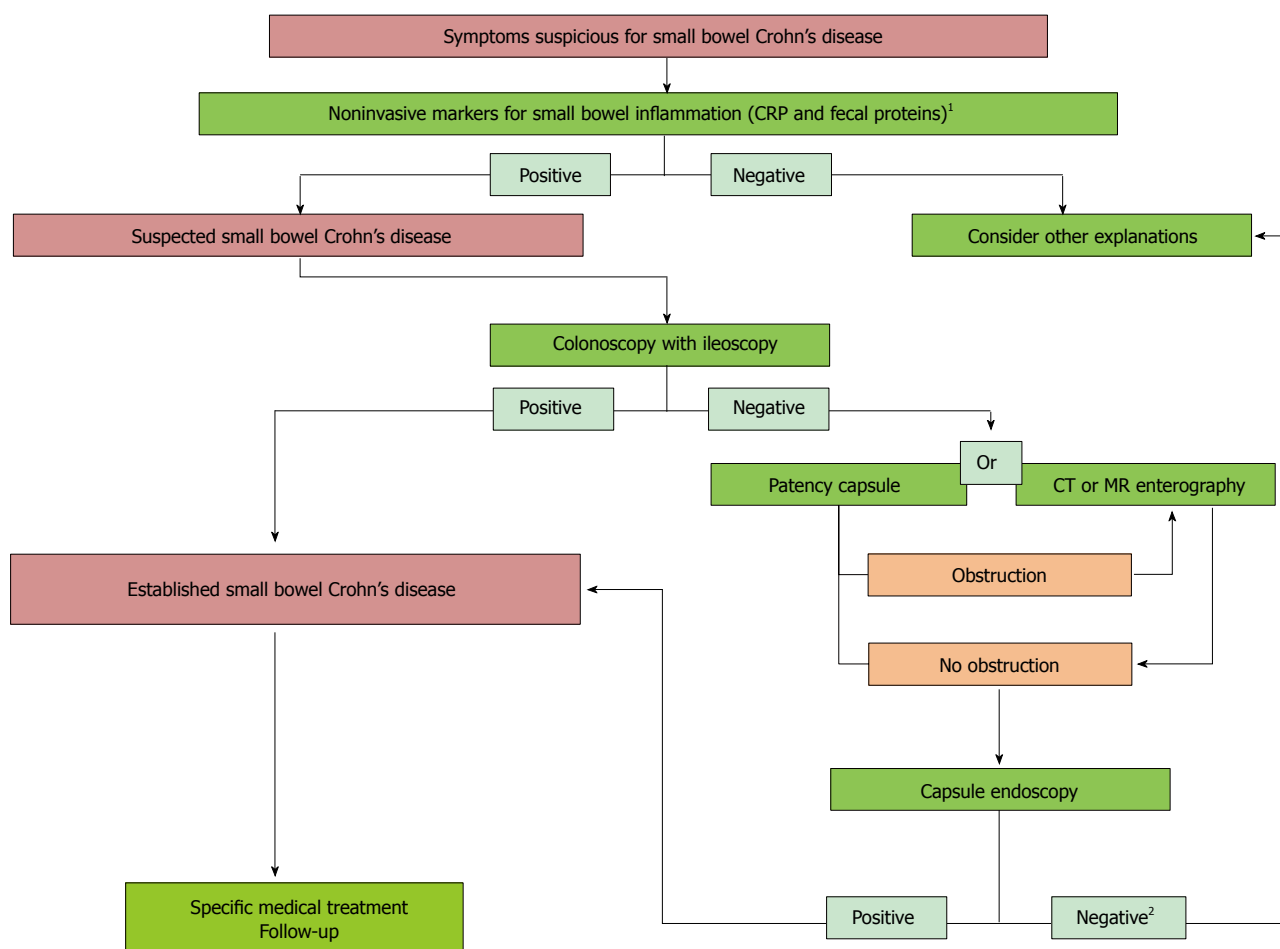 Symptoms suspicious for small bowel Crohn's disease
Noninvasive markers for small bowel inflammation (CRP and fecal proteins)¹
Positive
Negative
Suspected small bowel Crohn's disease
Consider other explanations
Colonoscopy with ileoscopy
Positive
Negative
Or
Patency capsule
CT or MR enterography
Obstruction
Established small bowel Crohn's disease
No obstruction
Capsule endoscopy
Specific medical treatment
Follow-up
Positive
Negative²